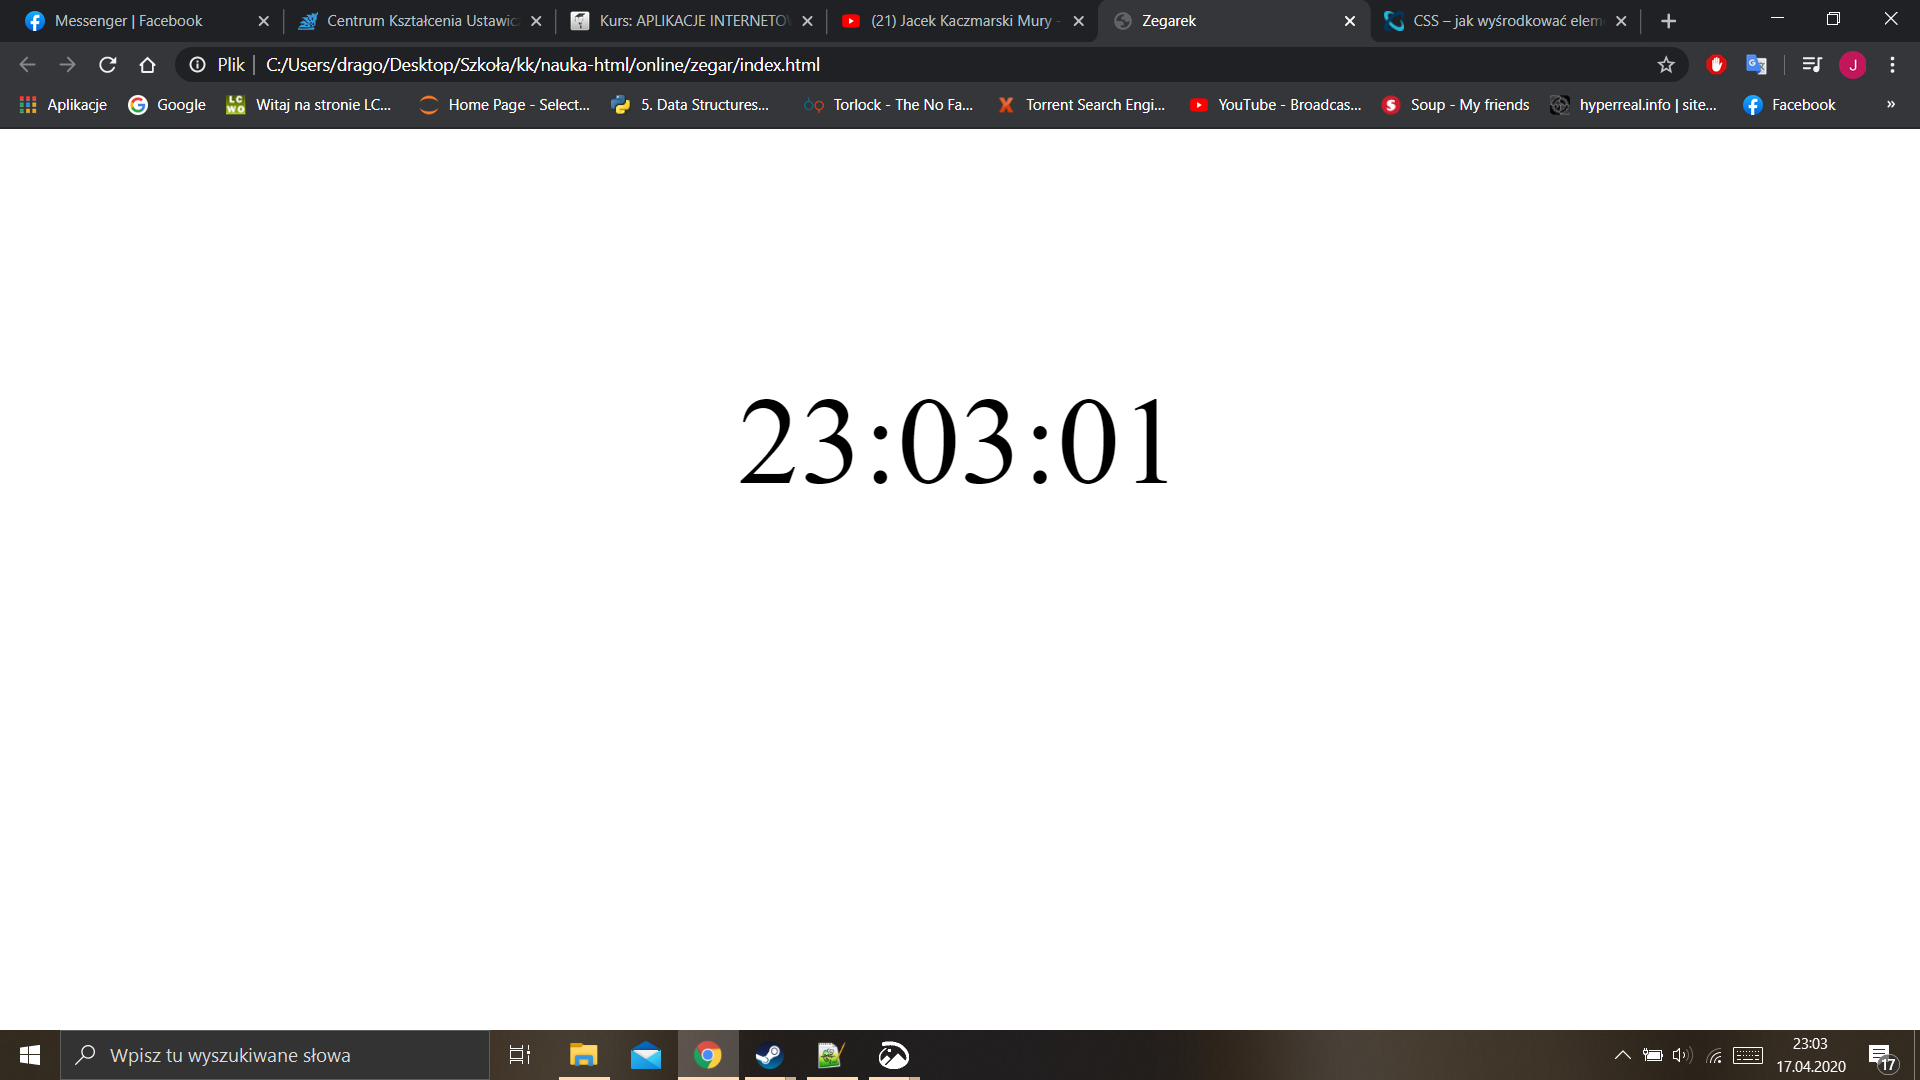 Messenger | Facebook
Centrum Kształcenia Ustawic
Kurs: APLIKACJE INTERNETOW
(21) Jacek Kaczmarski Mury -
Zegarek
CSS – jak wyśrodkować elem
Plik
C:/Users/drago/Desktop/Szkoła/kk/nauka-html/online/zegar/index.html
J
Aplikacje
Google
LC WO
Witaj na stronie LC...
Home Page - Select...
5. Data Structures...
Torlock - The No Fa...
Torrent Search Engi...
YouTube - Broadcas...
Soup - My friends
hyperreal.info | site...
Facebook
»
23:03:01
Wpisz tu wyszukiwane słowa
23:03
17.04.2020
17